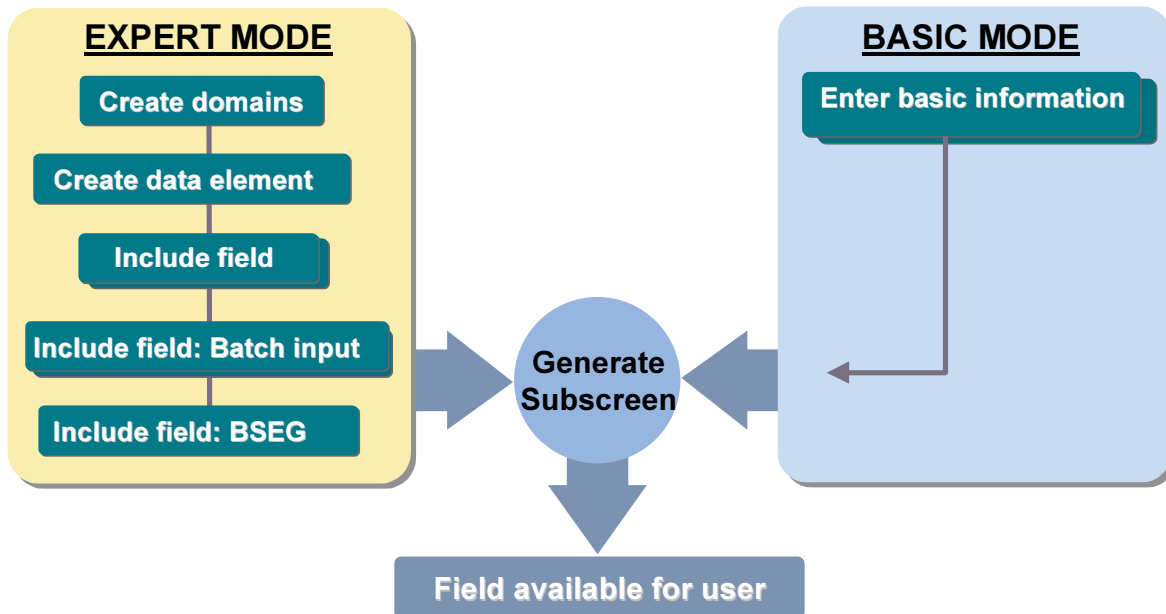 EXPERT MODE
Create domains
Create data element
Include field
Include field: Batch input
Include field: BSEG
BASIC MODE
Enter basic information
Generate
Subscreen
Field available for user